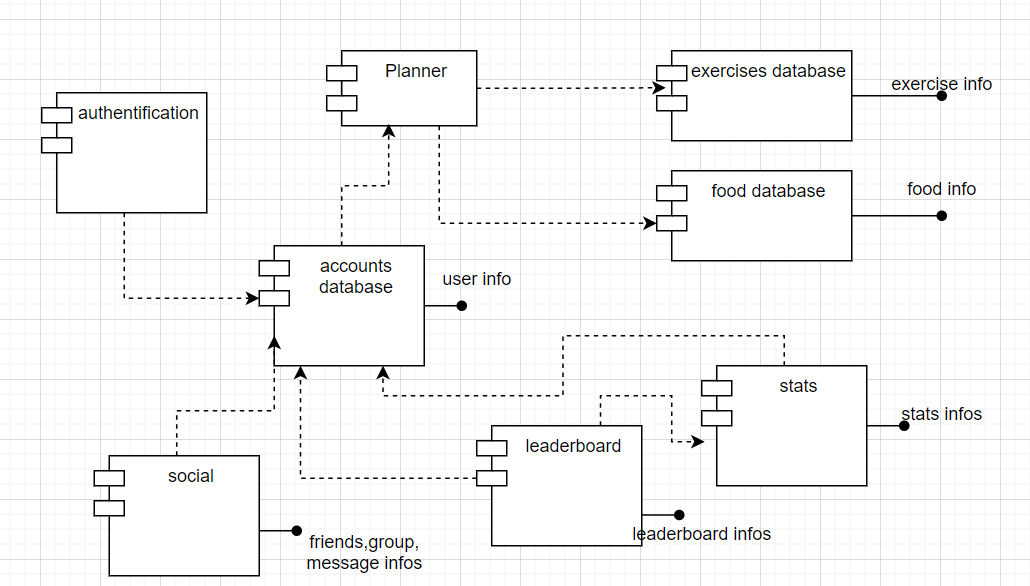 Planner
exercises database
exercise info
authentification
food database
food info
accounts
database
user info
stats
stats infos
leaderboard
social
leaderboard infos
friends,group,
message infos